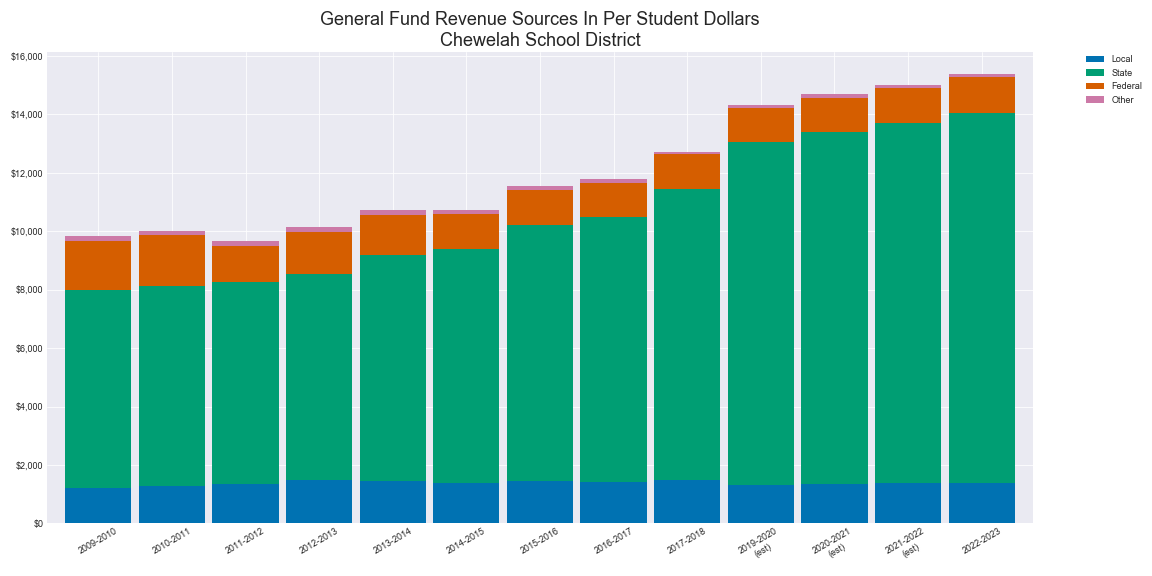 General Fund Revenue Sources In Per Student Dollars
Chewelah School District
Local
State
Federal
Other
$16,000
$14,000
$12,000
$10,000
$8,000
$6,000
$4,000
$2,000
$0
2009-2010
2010-2011
2011-2012
2012-2013
2013-2014
2014-2015
2015-2016
2016-2017
2017-2018
2019-2020
(est)
2020-2021
(est)
2021-2022
(est)
2022-2023